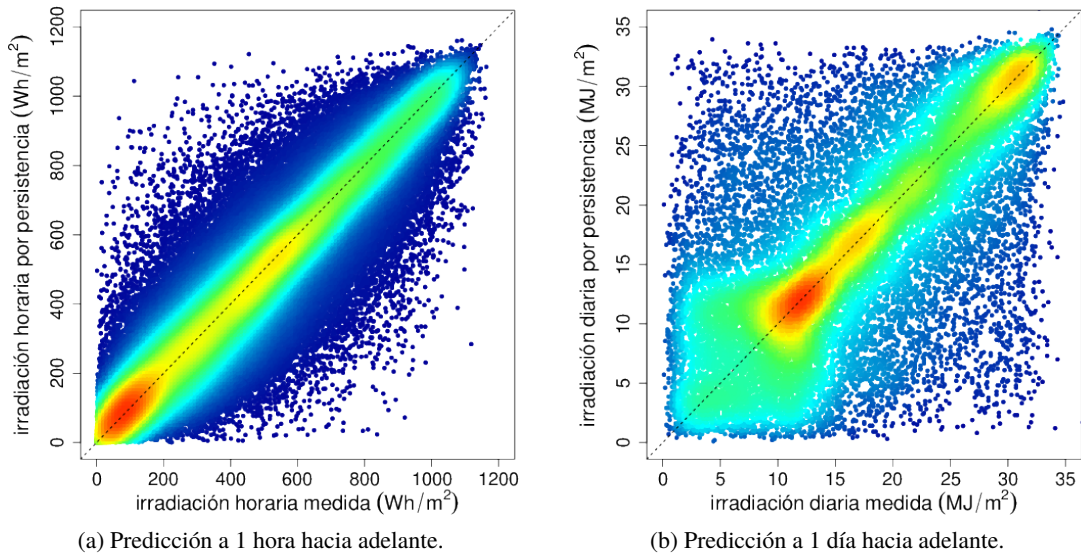 1200
1000
800
600
400
200
0
irradiación horaria por persistencia (Wh/m²)
0 200 400 600 800 1000 1200
irradiación horaria medida (Wh/m²)
(a) Predicción a 1 hora hacia adelante.
35
30
25
20
15
10
5
0
irradiación diaria por persistencia (MJ/m²)
0 5 10 15 20 25 30 35
irradiación diaria medida (MJ/m²)
(b) Predicción a 1 día hacia adelante.